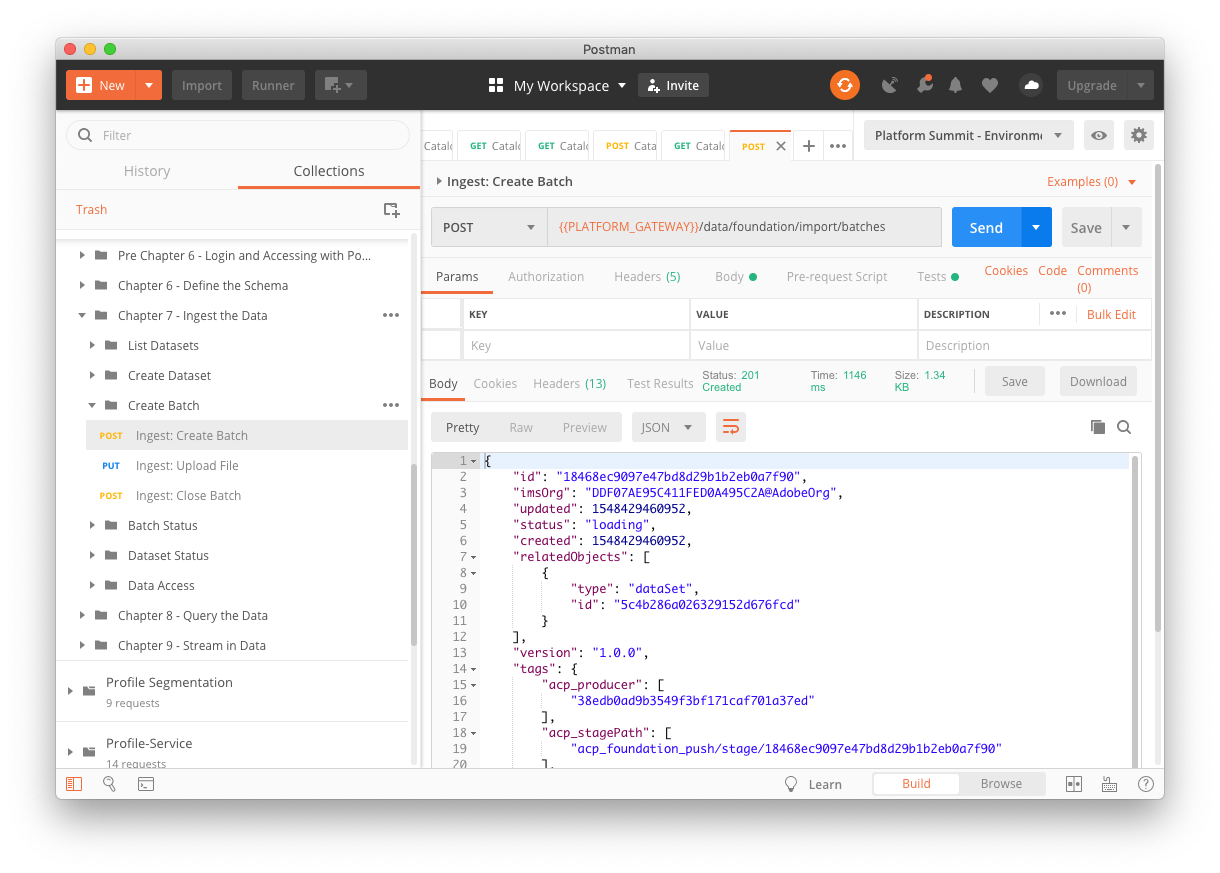 Postman
New
Import
Runner
My Workspace
Invite
Upgrade
Filter
History
Collections
Trash
Pre Chapter 6 - Login and Accessing with Po...
Chapter 6 - Define the Schema
Chapter 7 - Ingest the Data
List Datasets
Create Dataset
Create Batch
POST Ingest: Create Batch
PUT Ingest: Upload File
POST Ingest: Close Batch
Batch Status
Dataset Status
Data Access
Chapter 8 - Query the Data
Chapter 9 - Stream in Data
Profile Segmentation
9 requests
Profile-Service
14 requests
Catalo
GET Catalo
GET Catalo
POST Cata
GET Catalo
POST
Platform Summit - Environme
Ingest: Create Batch
Examples (0)
POST
{{PLATFORM_GATEWAY}}/data/foundation/import/batches
Send
Save
Params
Authorization
Headers (5)
Body
Pre-request Script
Tests
Cookies
Code
Comments (0)
KEY
VALUE
DESCRIPTION
Bulk Edit
Key
Value
Description
Body
Cookies
Headers (13)
Test Results
Status: 201 Created
Time: 1146 ms
Size: 1.34 KB
Save
Download
Pretty
Raw
Preview
JSON
1 {
2 "id": "18468ec9097e47bd8d29b1b2eb0a7f90",
3 "imsOrg": "DDF07AE95C411FED0A495C2A@AdobeOrg",
4 "updated": 1548429460952,
5 "status": "loading",
6 "created": 1548429460952,
7 "relatedObjects": [
8 {
9 "type": "dataSet",
10 "id": "5c4b286a026329152d676fcd"
11 }
12 ],
13 "version": "1.0.0",
14 "tags": {
15 "acp_producer": [
16 "38edb0ad9b3549f3bf171caf701a37ed"
17 ],
18 "acp_stagePath": [
19 "acp_foundation_push/stage/18468ec9097e47bd8d29b1b2eb0a7f90"
20 ],
Learn
Build
Browse